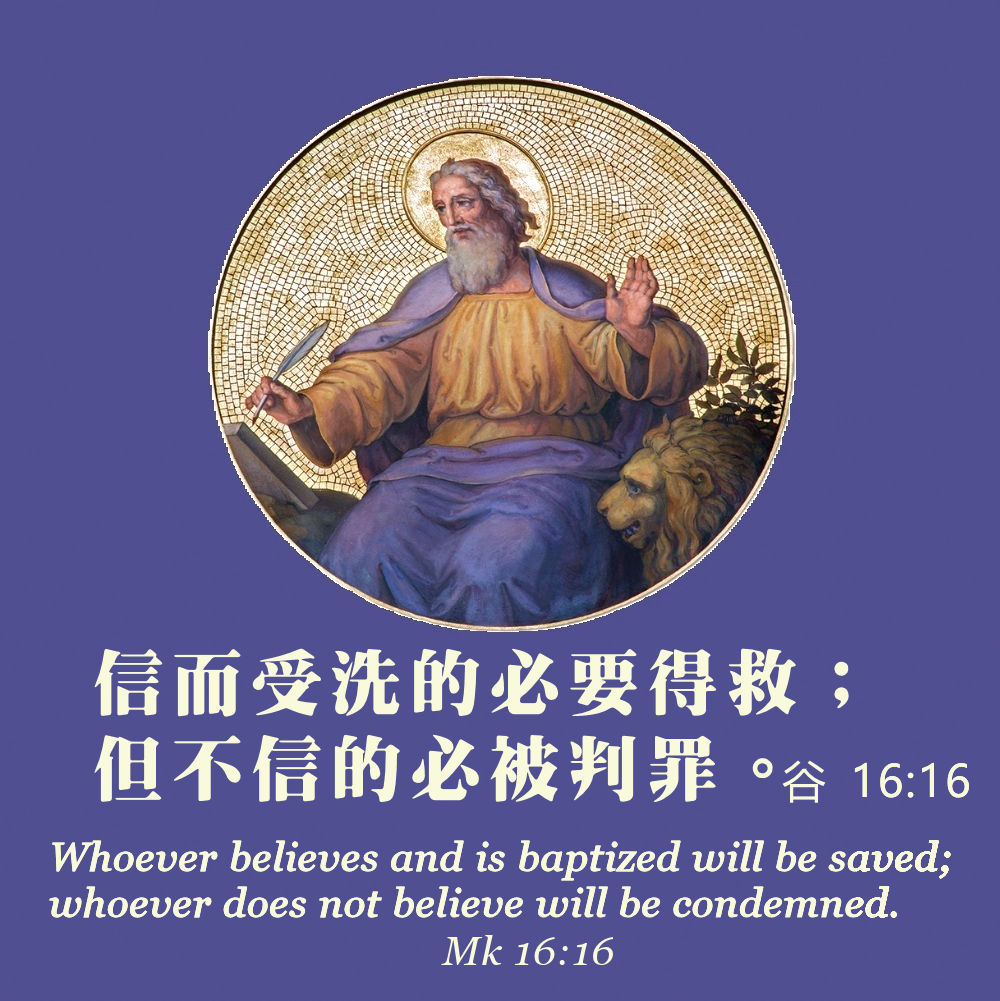 信而受洗的必要得救；
但不信的必被判罪。谷 16:16
Whoever believes and is baptized will be saved;
whoever does not believe will be condemned.
Mk 16:16